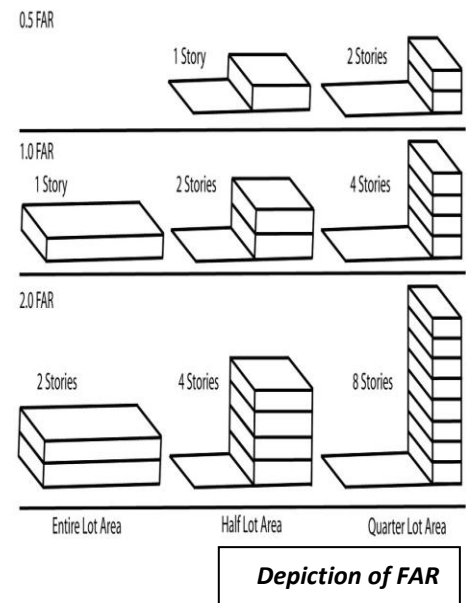 0.5 FAR
1 Story
2 Stories
1.0 FAR
1 Story
2 Stories
4 Stories
2.0 FAR
2 Stories
4 Stories
8 Stories
Entire Lot Area
Half Lot Area
Quarter Lot Area
Depiction of FAR